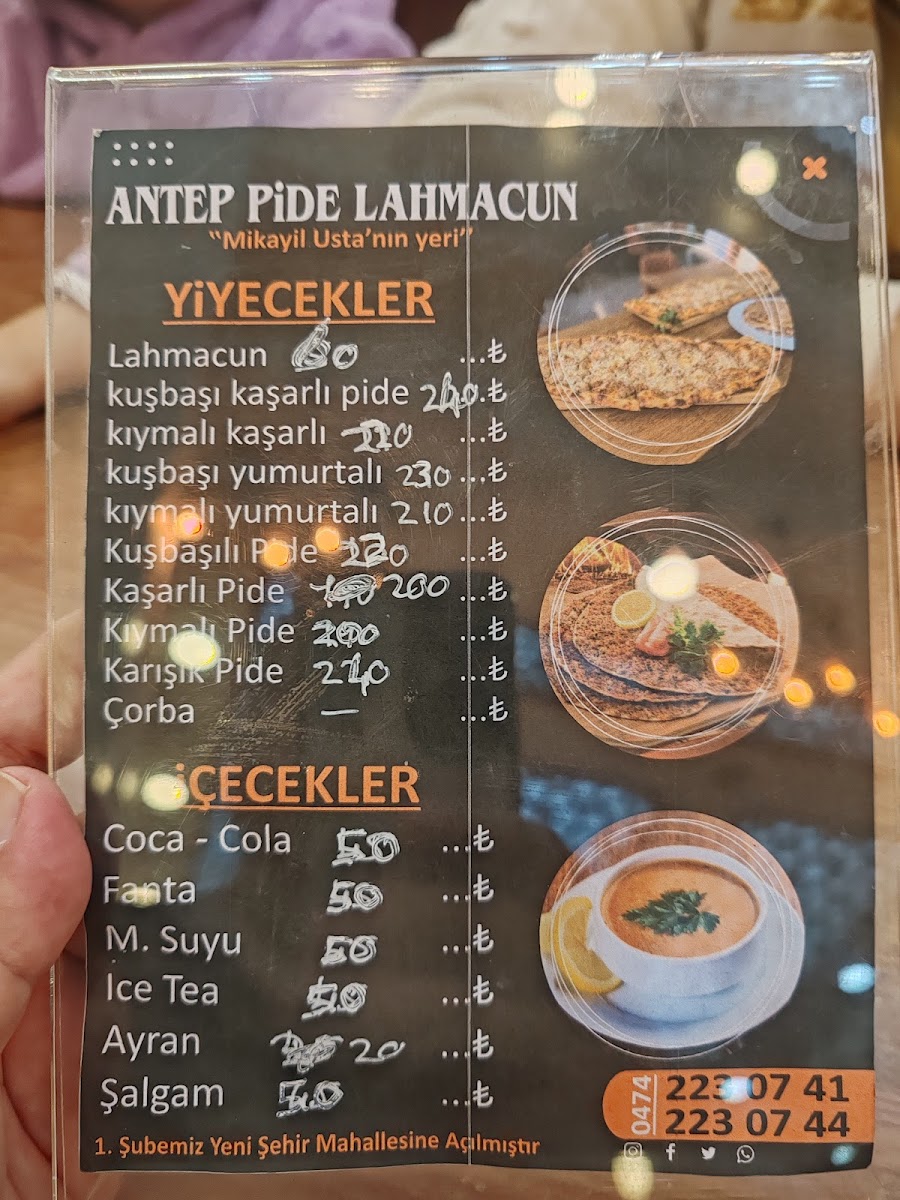 ANTEP PiDE LAHMACUN
"Mikayil Usta'nın yeri"
YiYECEKLER
Lahmacun 60 ...₺
kuşbaşı kaşarlı pide 240 ...₺
kıymalı kaşarlı 220 ...₺
kuşbaşı yumurtalı 230 ...₺
kıymalı yumurtalı 210 ...₺
Kuşbaşılı Pide ...₺
Kaşarlı Pide 200 ...₺
Kıymalı Pide 200 ...₺
Karışık Pide 240 ...₺
Çorba — ...₺
İÇECEKLER
Coca - Cola 50 ...₺
Fanta 50 ...₺
M. Suyu 50 ...₺
İce Tea 50 ...₺
Ayran 20 ...₺
Şalgam 50 ...₺
0474
223 07 41
223 07 44
1. Şubemiz Yeni Şehir Mahallesine Açılmıştır